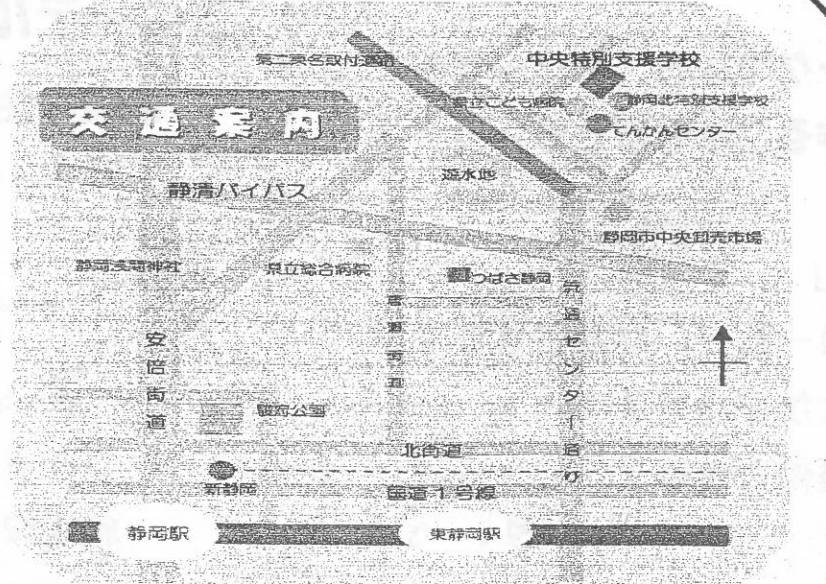 中央特別支援学校
第二東名取付道路
県立こども病院
静岡北特別支援学校
交通案内
てんかんセンター
遊水地
静清バイパス
静岡市中央卸売市場
静岡浅間神社
県立総合病院
つばさ静岡
流通センター通り
安倍街道
駿府公園
北街道
新静岡
国道1号線
静岡駅
東静岡駅